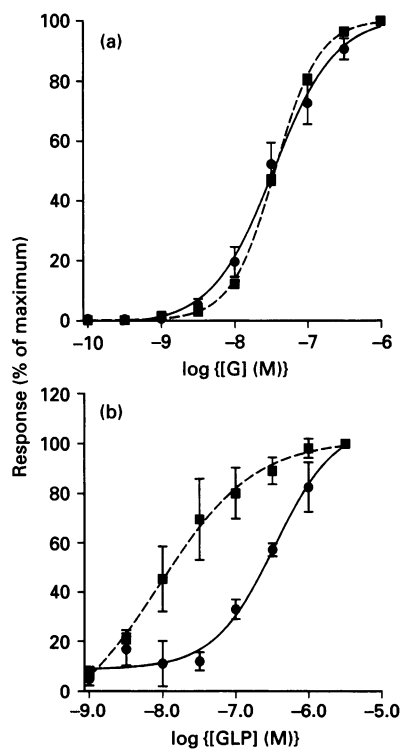 (a)
100
80
60
40
20
0
−10 −9 −8 −7 −6
log {[G] (M)}
Response (% of maximum)
(b)
120
100
80
60
40
20
0
−9.0 −8.0 −7.0 −6.0 −5.0
log {[GLP] (M)}